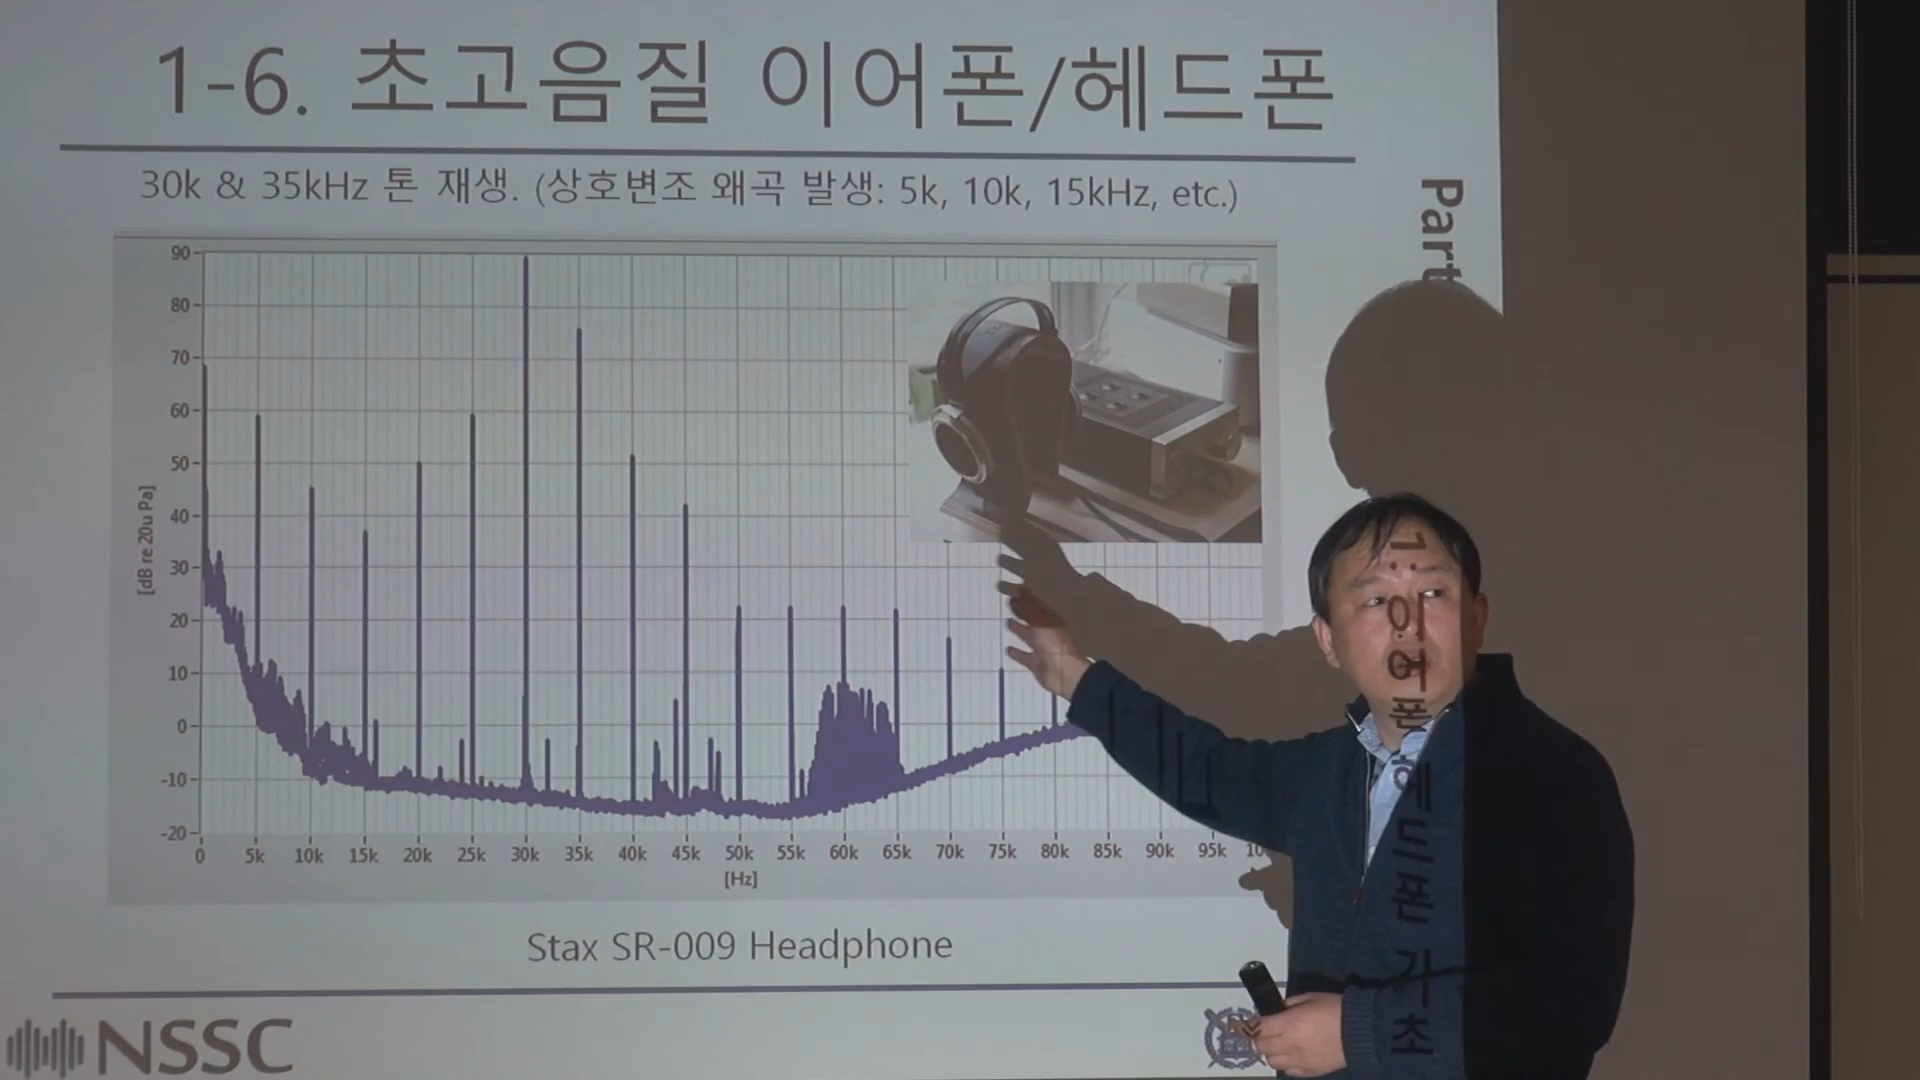 1-6. 초고음질 이어폰/헤드폰
30k & 35kHz 톤 재생. (상호변조 왜곡 발생: 5k, 10k, 15kHz, etc.)
Part
1. 이어폰/헤드폰 기초
90
80
70
60
50
40
30
20
10
0
-10
-20
[dB re 20u Pa]
0 5k 10k 15k 20k 25k 30k 35k 40k 45k 50k 55k 60k 65k 70k 75k 80k 85k 90k 95k
[Hz]
Stax SR-009 Headphone
NSSC